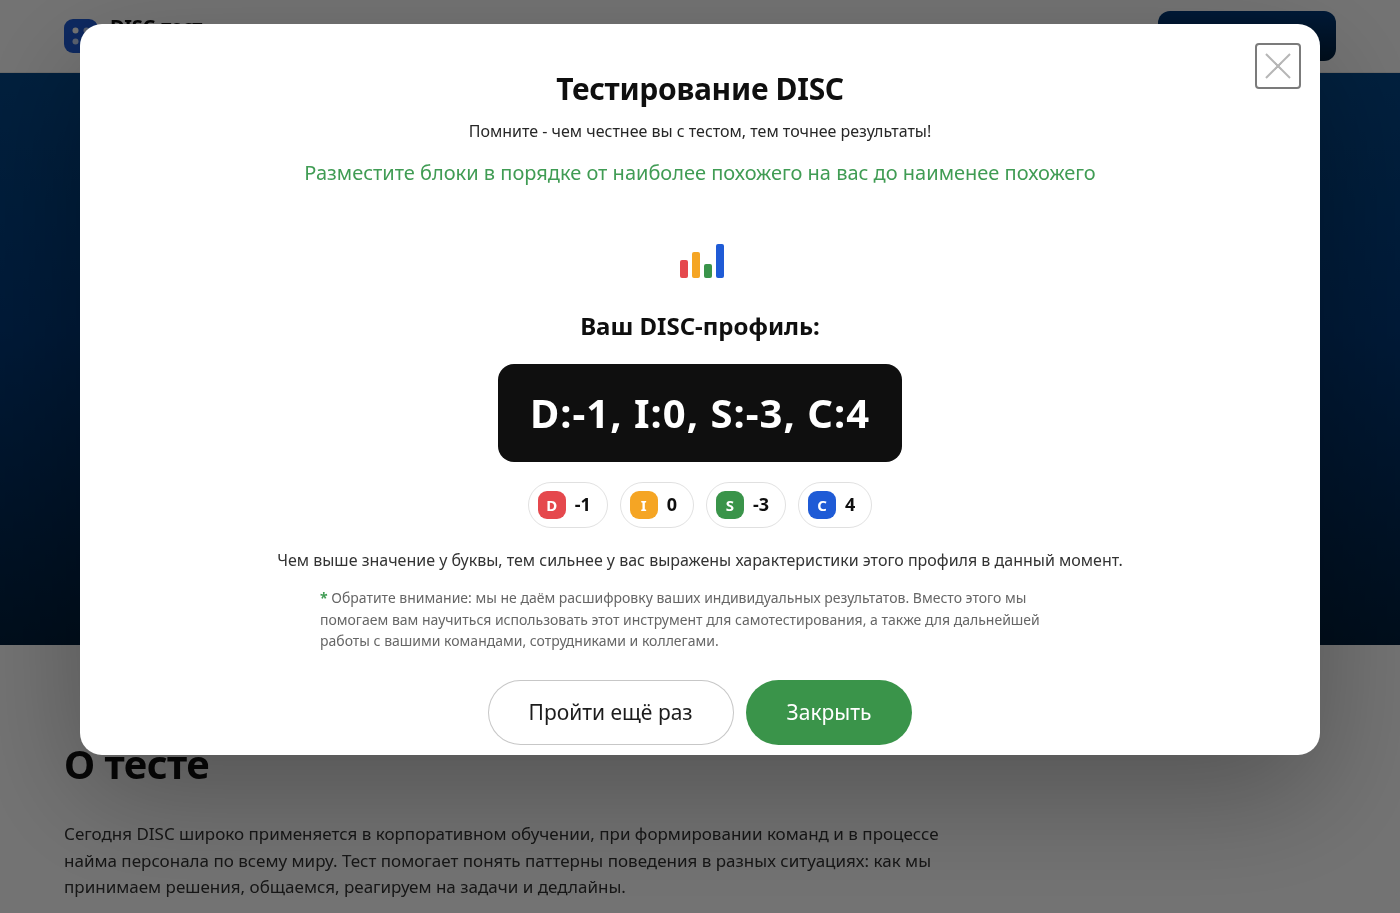 Тестирование DISC
Помните - чем честнее вы с тестом, тем точнее результаты!
Разместите блоки в порядке от наиболее похожего на вас до наименее похожего
Ваш DISC-профиль:
D:-1, I:0, S:-3, C:4
D -1 I 0 S -3 C 4
Чем выше значение у буквы, тем сильнее у вас выражены характеристики этого профиля в данный момент.
* Обратите внимание: мы не даём расшифровку ваших индивидуальных результатов. Вместо этого мы
помогаем вам научиться использовать этот инструмент для самотестирования, а также для дальнейшей
работы с вашими командами, сотрудниками и коллегами.
Пройти ещё раз Закрыть
О тесте
Сегодня DISC широко применяется в корпоративном обучении, при формировании команд и в процессе
найма персонала по всему миру. Тест помогает понять паттерны поведения в разных ситуациях: как мы
принимаем решения, общаемся, реагируем на задачи и дедлайны.